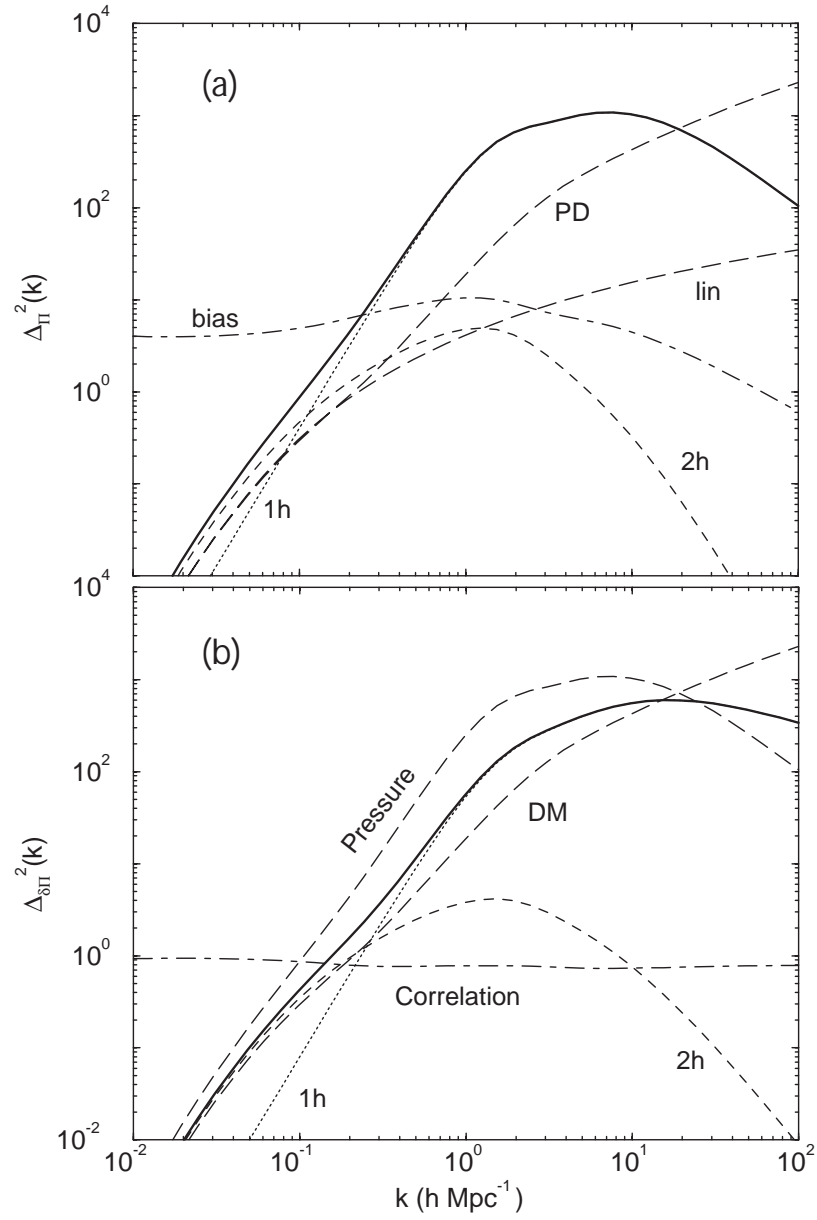 10^4
(a)
10^2
PD
lin
bias
10^0
2h
1h
Δ_Π^2(k)
10^4
(b)
10^2
Pressure
DM
10^0
Correlation
2h
1h
10^-2
Δ_δΠ^2(k)
10^-2 10^-1 10^0 10^1 10^2
k (h Mpc^-1)